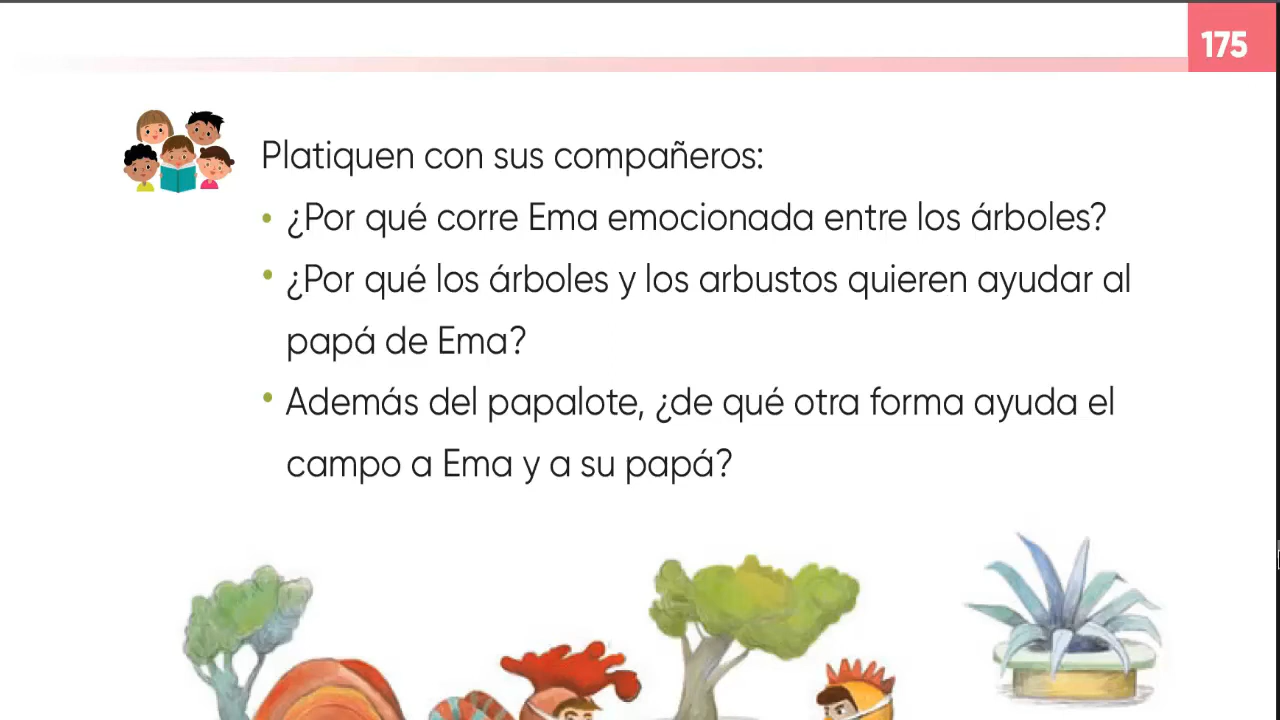 175
Platiquen con sus compañeros:
• ¿Por qué corre Ema emocionada entre los árboles?
• ¿Por qué los árboles y los arbustos quieren ayudar al
papá de Ema?
• Además del papalote, ¿de qué otra forma ayuda el
campo a Ema y a su papá?